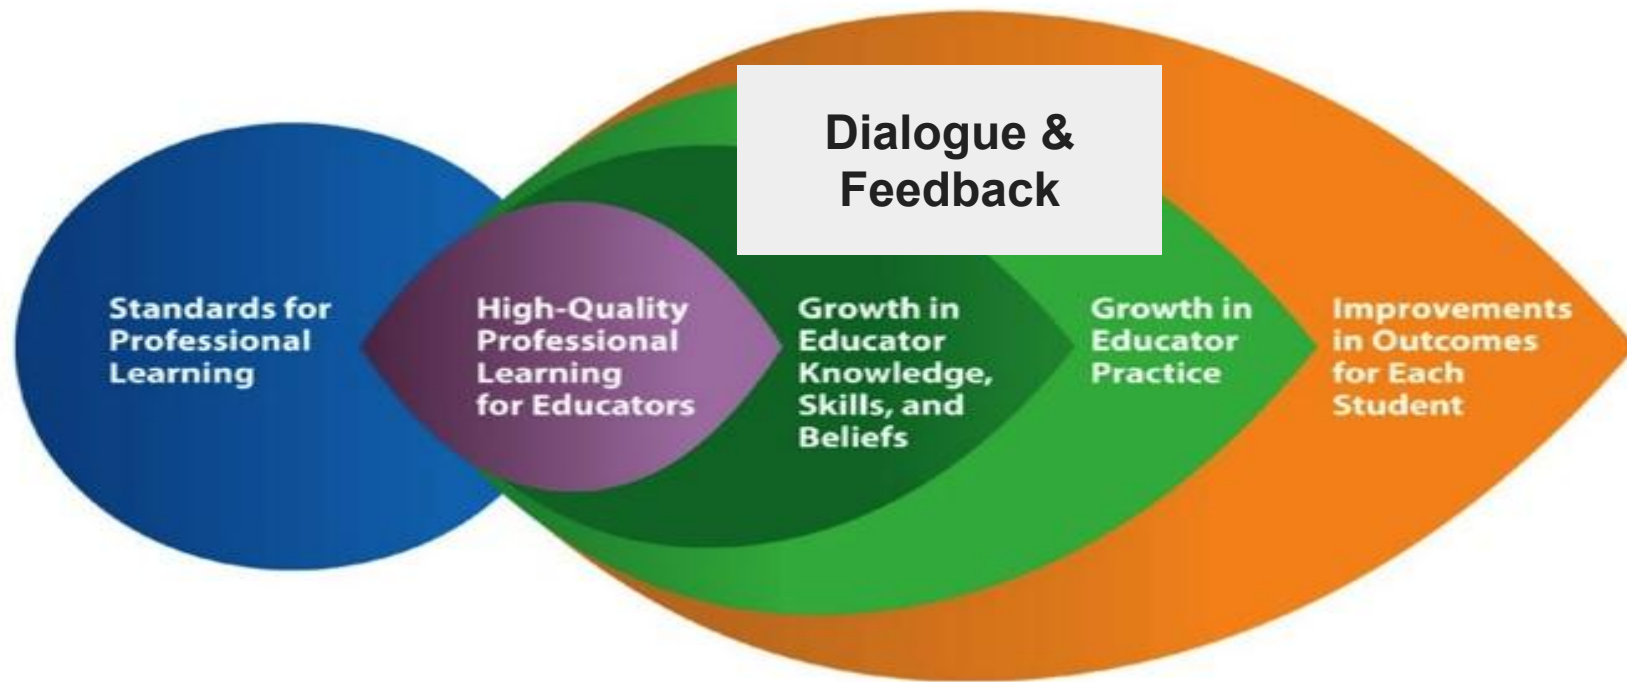 Dialogue &
Feedback
Standards for
Professional
Learning
High-Quality
Professional
Learning
for Educators
Growth in
Educator
Knowledge,
Skills, and
Beliefs
Growth in
Educator
Practice
Improvements
in Outcomes
for Each
Student